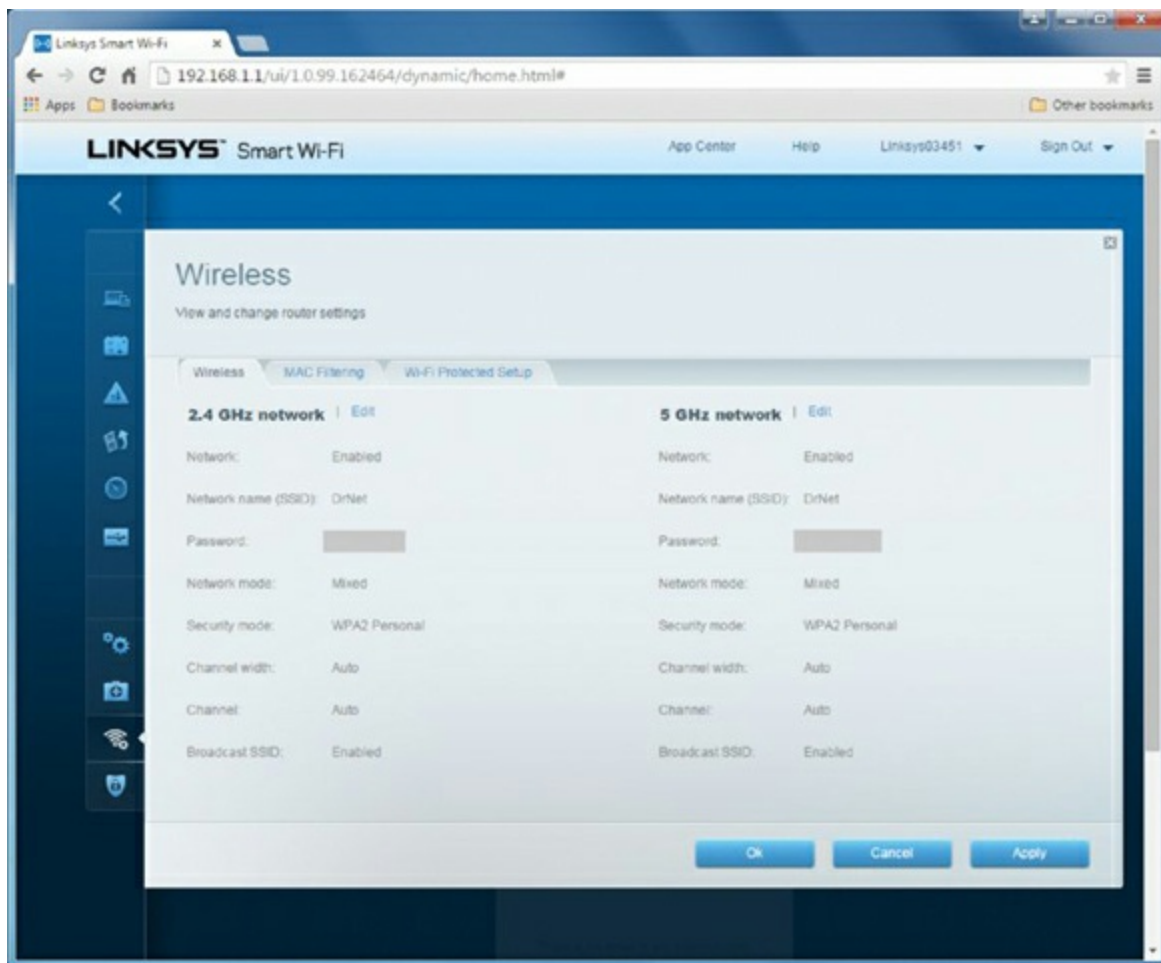 Linksys Smart Wi-Fi
192.168.1.1/ui/1.0.99.162464/dynamic/home.html#
Apps Bookmarks Other bookmarks
LINKSYS™ Smart Wi-Fi App Center Help Linksys03451 Sign Out
Wireless
View and change router settings
Wireless MAC Filtering Wi-Fi Protected Setup
2.4 GHz network | Edit 5 GHz network | Edit
Network: Enabled Network: Enabled
Network name (SSID): DrNet Network name (SSID): DrNet
Password: Password:
Network mode: Mixed Network mode: Mixed
Security mode: WPA2 Personal Security mode: WPA2 Personal
Channel width: Auto Channel width: Auto
Channel: Auto Channel: Auto
Broadcast SSID: Enabled Broadcast SSID: Enabled
Ok Cancel Apply